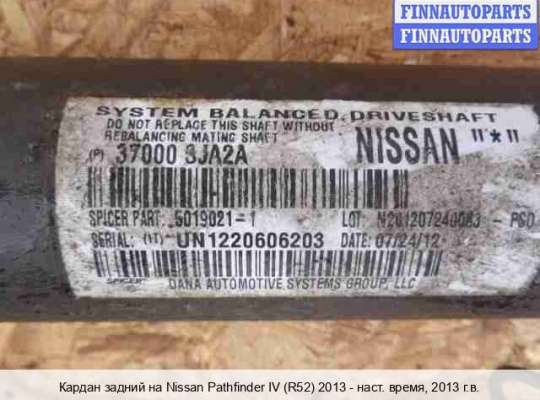 FINNAUTOPARTS
FINNAUTOPARTS
FINNAUTOPARTS
SYSTEM BALANCED DRIVESHAFT
DO NOT REPLACE THIS SHAFT WITHOUT
REBALANCING MATING SHAFT
NISSAN "*"
(P) 37000 3JA2A
SPICER PART: 5019021-1 LOT:
SERIAL: (1T) UN1220606203 DATE: 07/24/12
SPICER DANA AUTOMOTIVE SYSTEMS GROUP, LLC
Кардан задний на Nissan Pathfinder IV (R52) 2013 - наст. время, 2013 г.в.